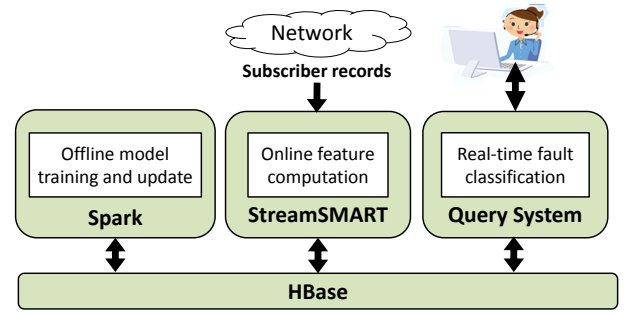 Network
Subscriber records
Offline model
training and update
Spark
Online feature
computation
StreamSMART
Real-time fault
classification
Query System
HBase